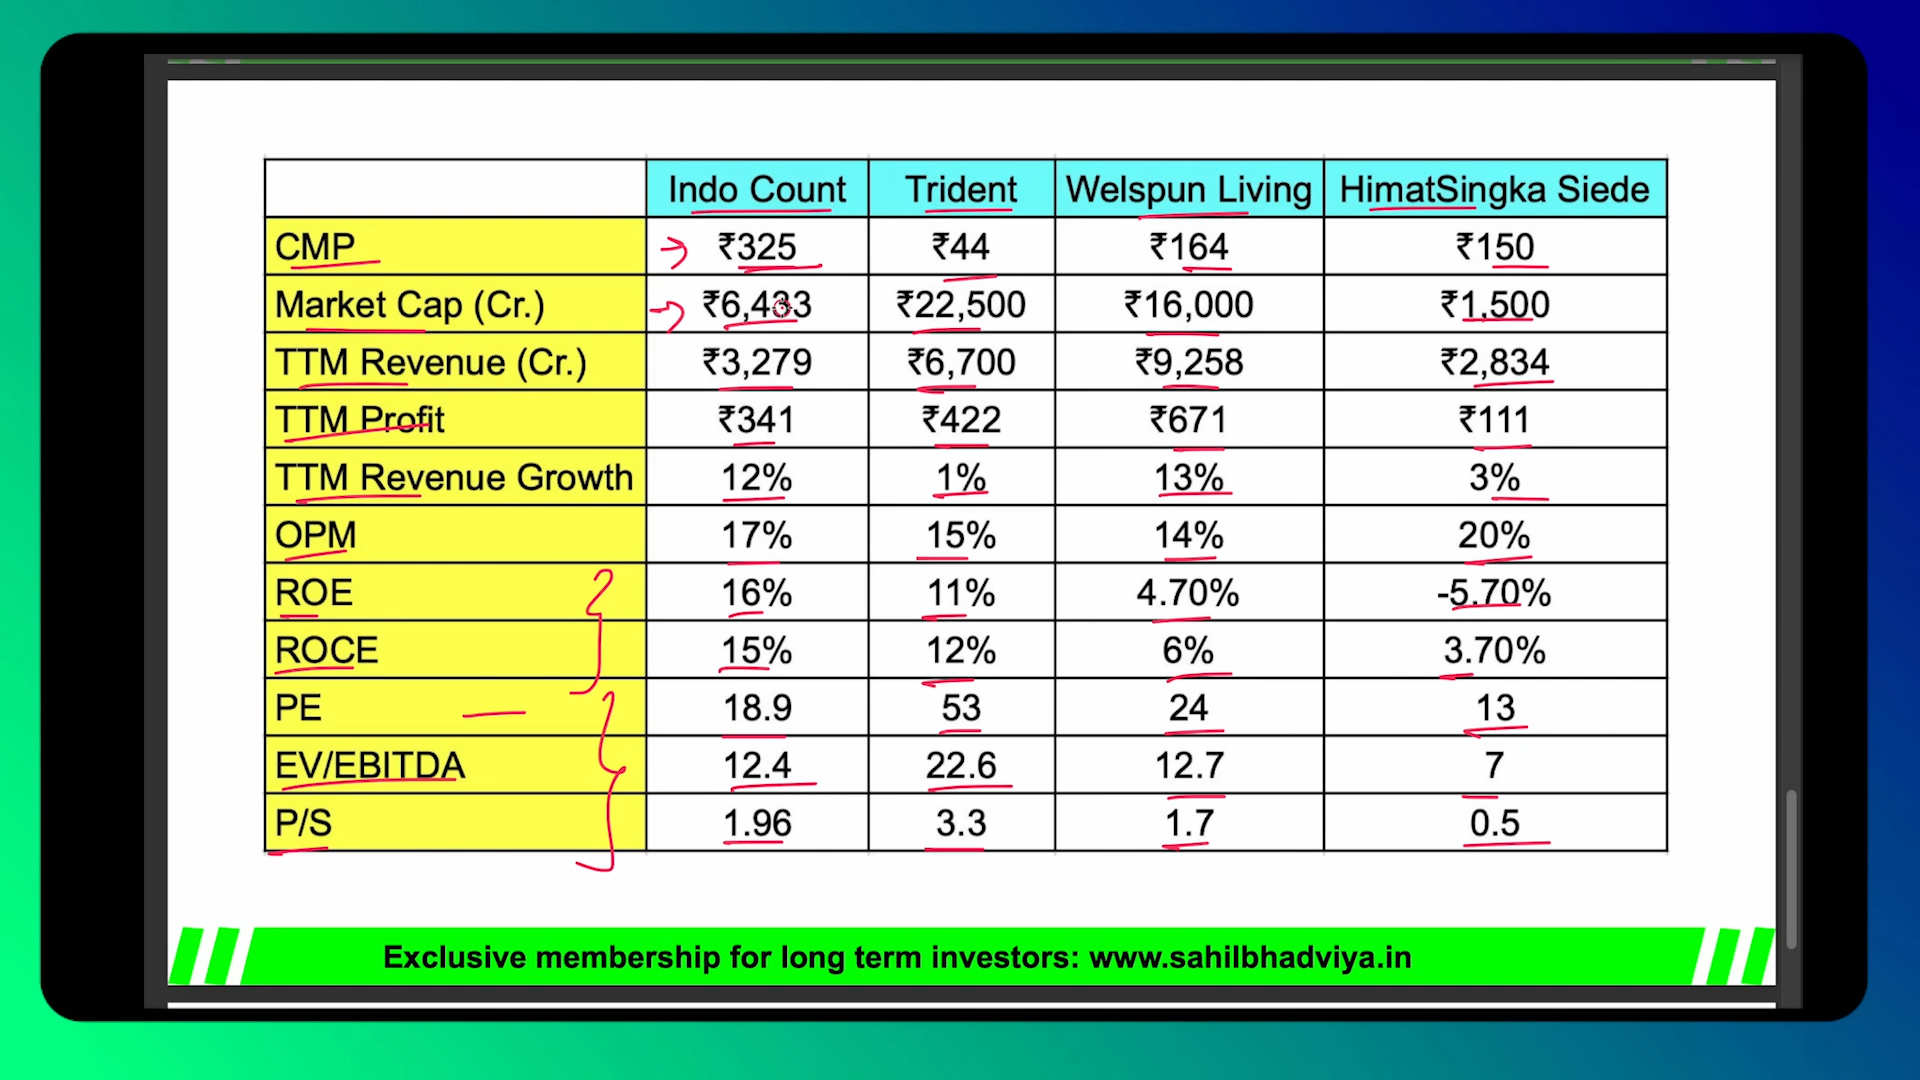 Indo Count Trident Welspun Living HimatSingka Siede
CMP ₹325 ₹44 ₹164 ₹150
Market Cap (Cr.) ₹6,433 ₹22,500 ₹16,000 ₹1,500
TTM Revenue (Cr.) ₹3,279 ₹6,700 ₹9,258 ₹2,834
TTM Profit ₹341 ₹422 ₹671 ₹111
TTM Revenue Growth 12% 1% 13% 3%
OPM 17% 15% 14% 20%
ROE 16% 11% 4.70% -5.70%
ROCE 15% 12% 6% 3.70%
PE 18.9 53 24 13
EV/EBITDA 12.4 22.6 12.7 7
P/S 1.96 3.3 1.7 0.5
Exclusive membership for long term investors: www.sahilbhadviya.in